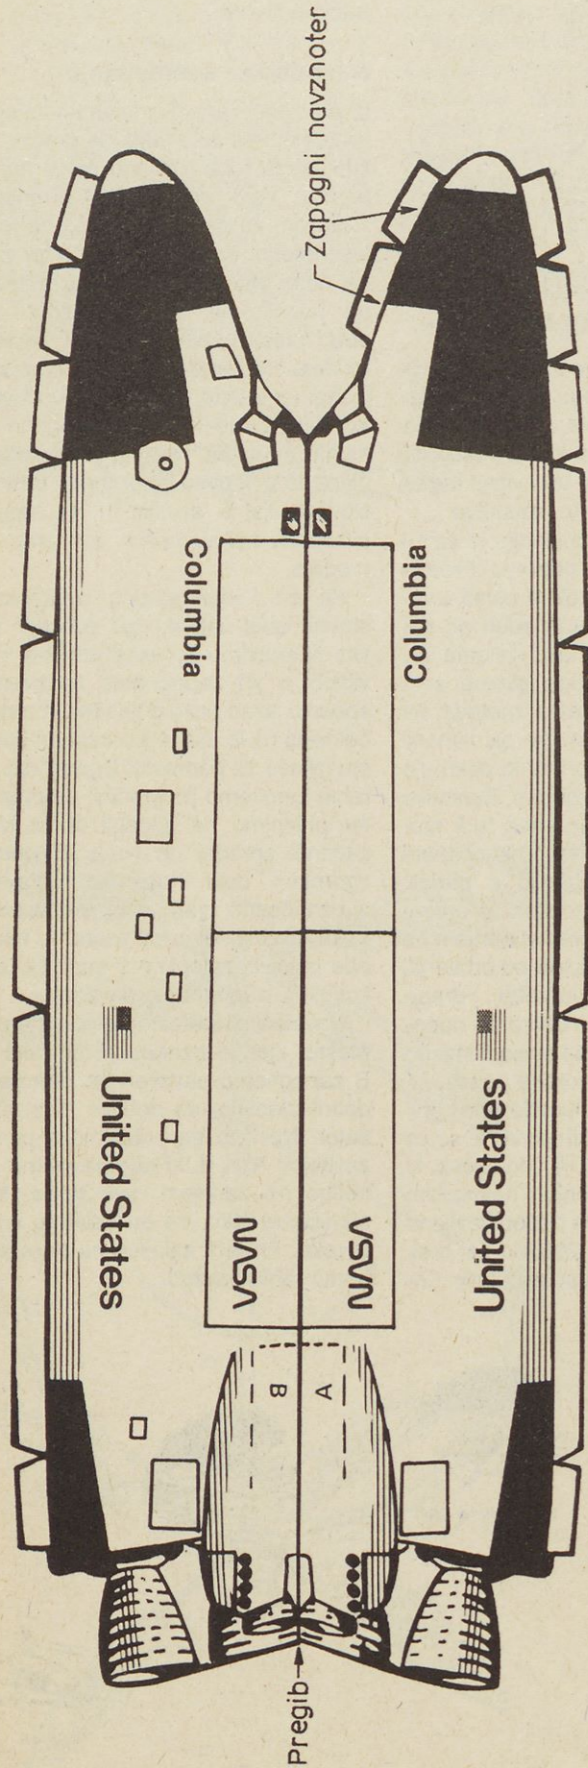 Zapogni navznoter
Columbia
Columbia
United States
United States
NASA
NASA
B
A
Pregib